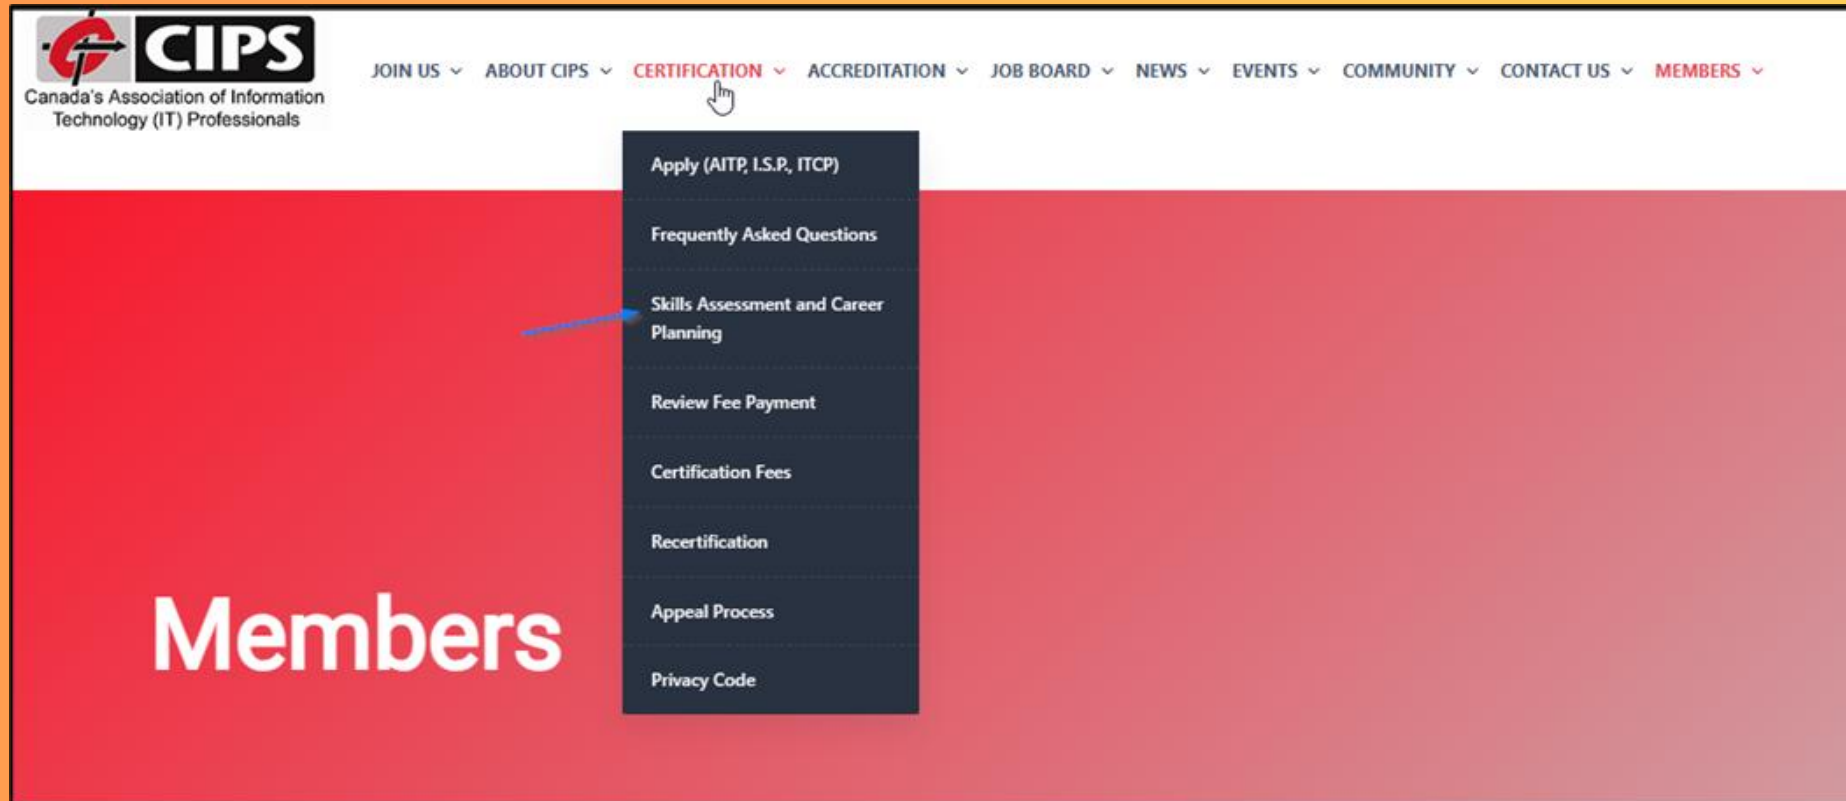 CIPS
Canada's Association of Information
Technology (IT) Professionals
JOIN US ABOUT CIPS CERTIFICATION ACCREDITATION JOB BOARD NEWS EVENTS COMMUNITY CONTACT US MEMBERS
Apply (AITP, I.S.P., ITCP)
Frequently Asked Questions
Skills Assessment and Career
Planning
Review Fee Payment
Certification Fees
Recertification
Appeal Process
Privacy Code
Members